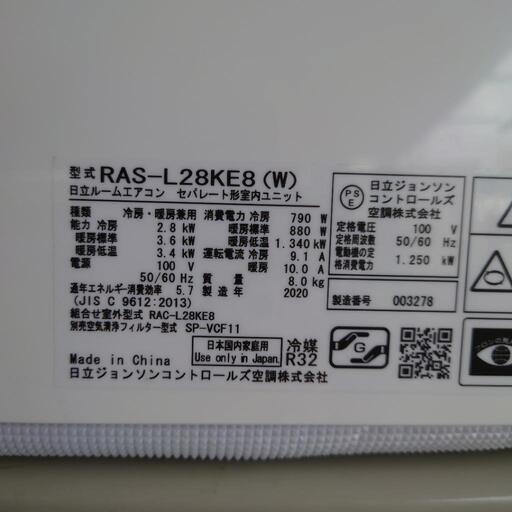 型式 RAS-L28KE8(W)
日立ルームエアコン セパレート形室内ユニット
種類 冷房・暖房兼用
能力 冷房 2.8 kW
暖房標準 3.6 kW
暖房低温 3.4 kW
電源 100 V
50/60 Hz
消費電力 冷房 790 W
暖房標準 880 W
暖房低温 1.340 kW
運転電流 冷房 9.1 A
暖房 10.0 A
質量 8.0 kg
通年エネルギー消費効率 5.7
製造年 2020
(JIS C 9612:2013)
組合せ室外型式 RAC-L28KE8
別売空気清浄フィルター型式 SP-VCF11
日本国内家庭用
Only use in Japan.
冷媒
R32
Made in China
日立ジョンソンコントロールズ空調株式会社
PS
E
日立ジョンソン
コントロールズ
空調株式会社
定格電圧 100 V
定格周波数 50/60 Hz
電動機の定
格消費電力 1.250 kW
製造番号 003278
G